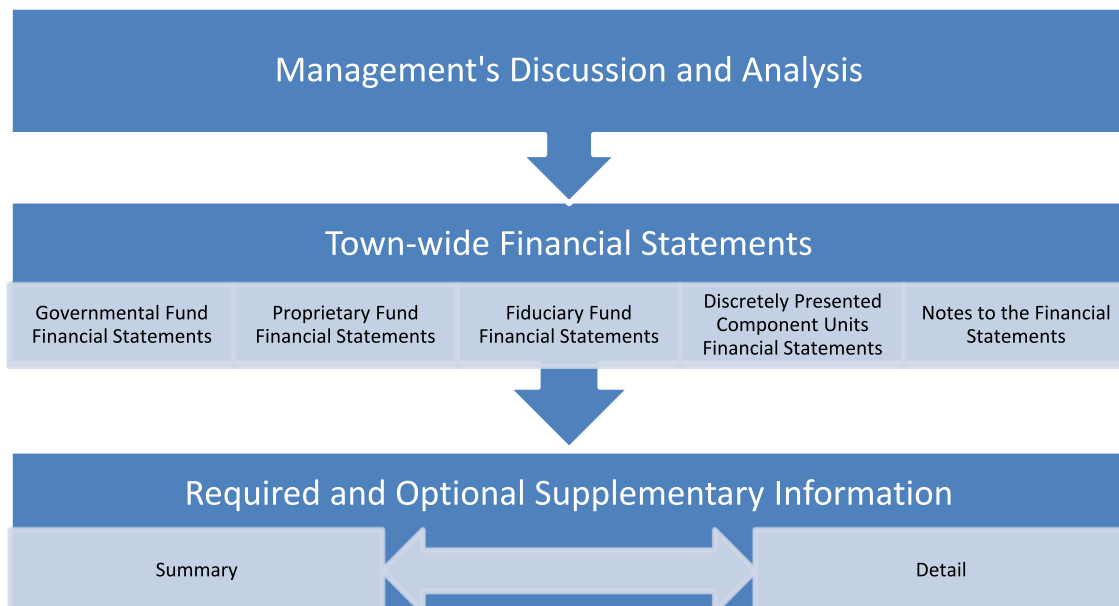 Management's Discussion and Analysis
Town-wide Financial Statements
Governmental Fund
Financial Statements
Proprietary Fund
Financial Statements
Fiduciary Fund
Financial Statements
Discretely Presented
Component Units
Financial Statements
Notes to the Financial
Statements
Required and Optional Supplementary Information
Summary
Detail